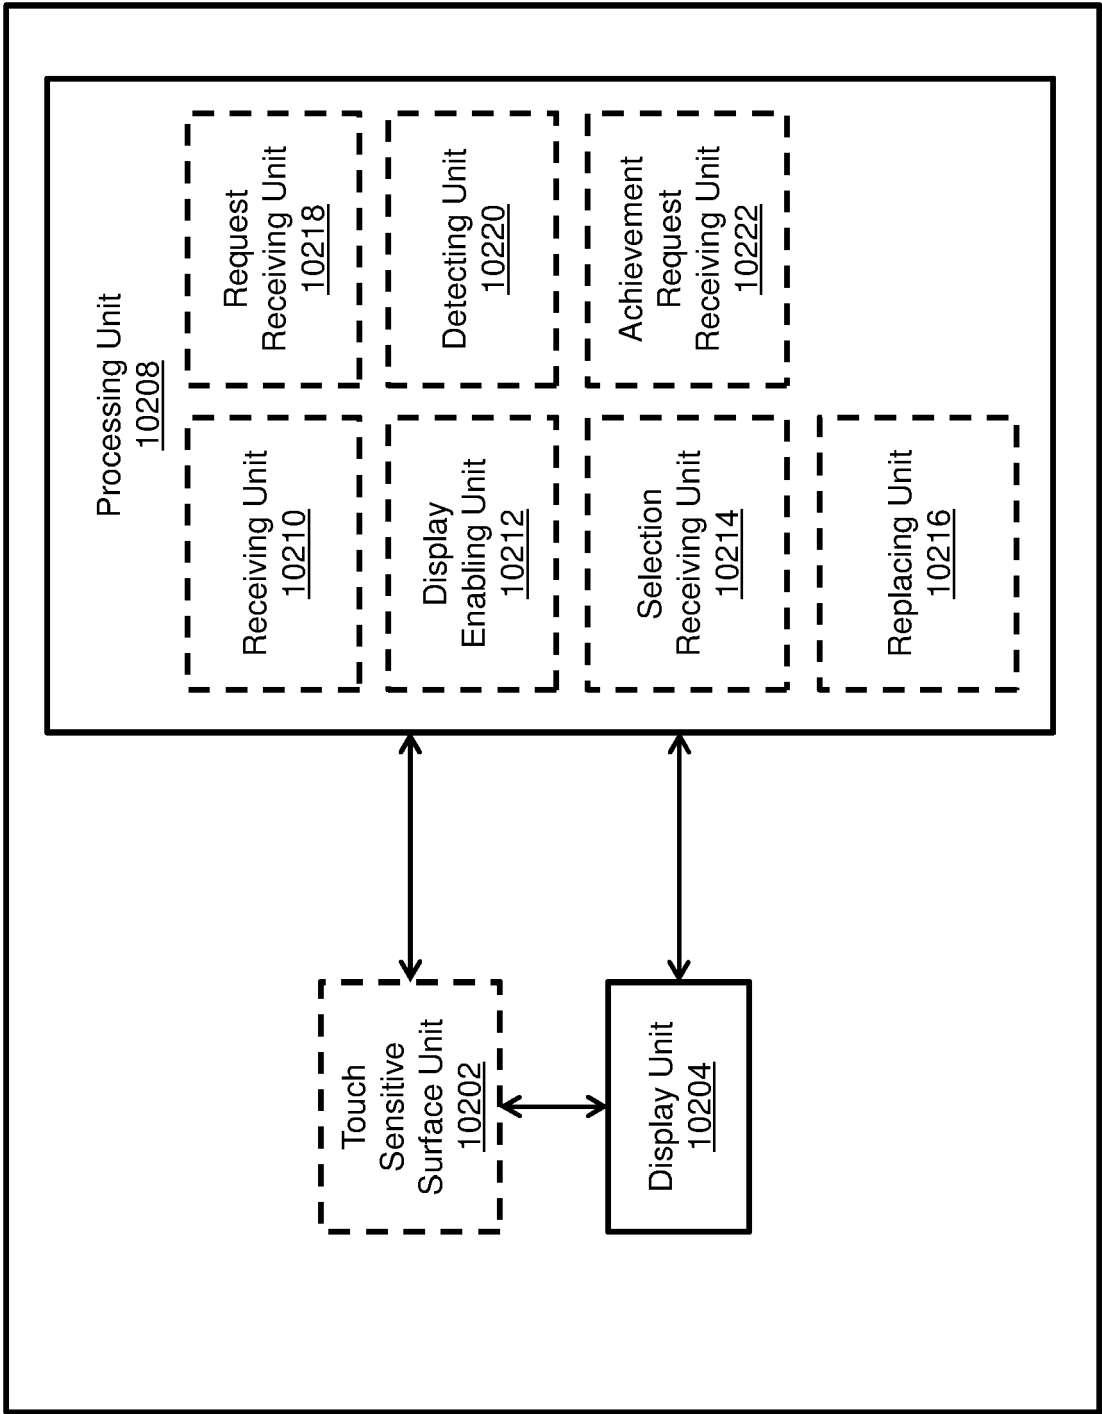 Processing Unit
10208
Receiving Unit
10210
Request
Receiving Unit
10218
Display
Enabling Unit
10212
Detecting Unit
10220
Selection
Receiving Unit
10214
Achievement
Request
Receiving Unit
10222
Replacing Unit
10216
Touch
Sensitive
Surface Unit
10202
Display Unit
10204